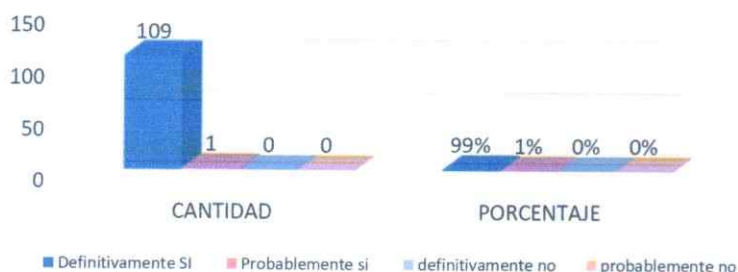 150
109
100
50
1 0 0 99% 1% 0% 0%
0
CANTIDAD PORCENTAJE
Definitivamente SI Probablemente si definitivamente no probablemente no